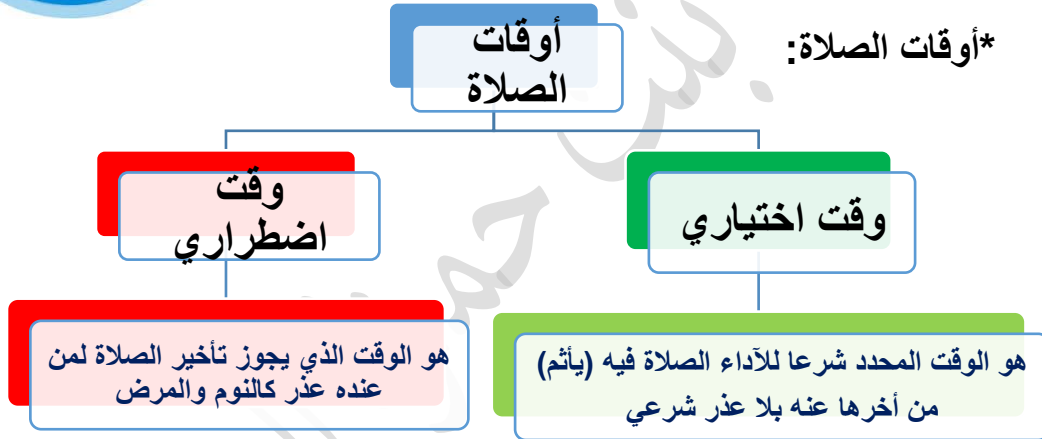 *أوقات الصلاة:
أوقات
الصلاة
وقت اختياري
وقت
اضطراري
هو الوقت المحدد شرعا للآداء الصلاة فيه (يأثم)
من أخرها عنه بلا عذر شرعي
هو الوقت الذي يجوز تأخير الصلاة لمن
عنده عذر كالنوم والمرض